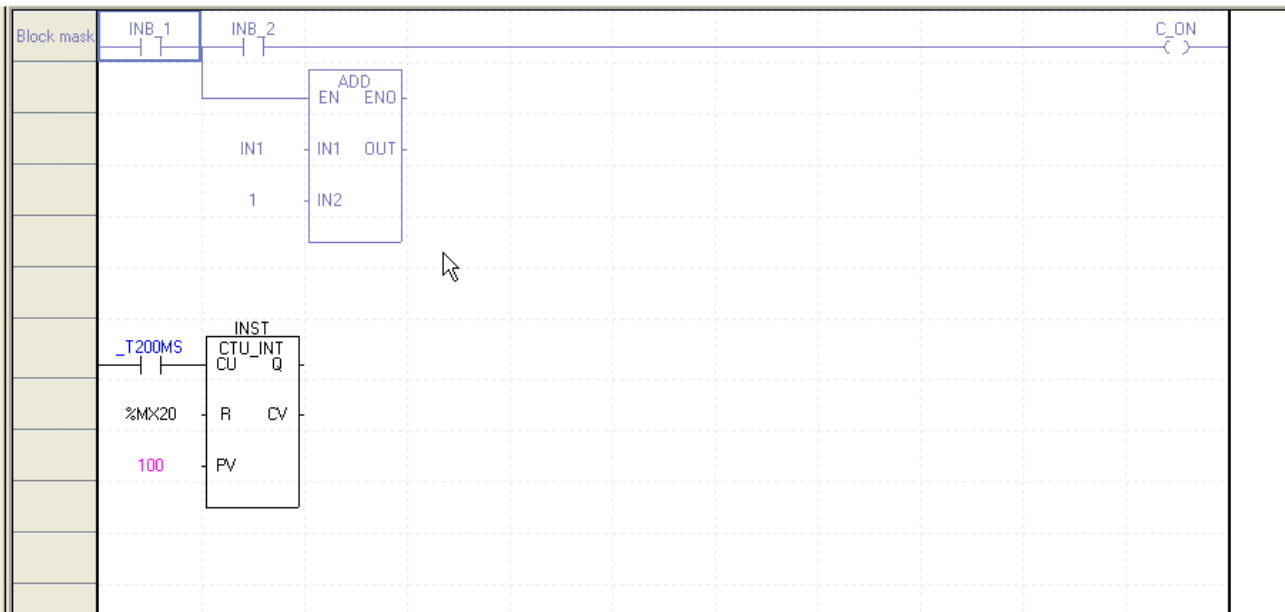 INB_1 INB_2 C_ON
Block mask
ADD
EN ENO
IN1 IN1 OUT
1 IN2
INST
_T200MS CTU_INT
CU Q
%MX20 R CV
100 PV